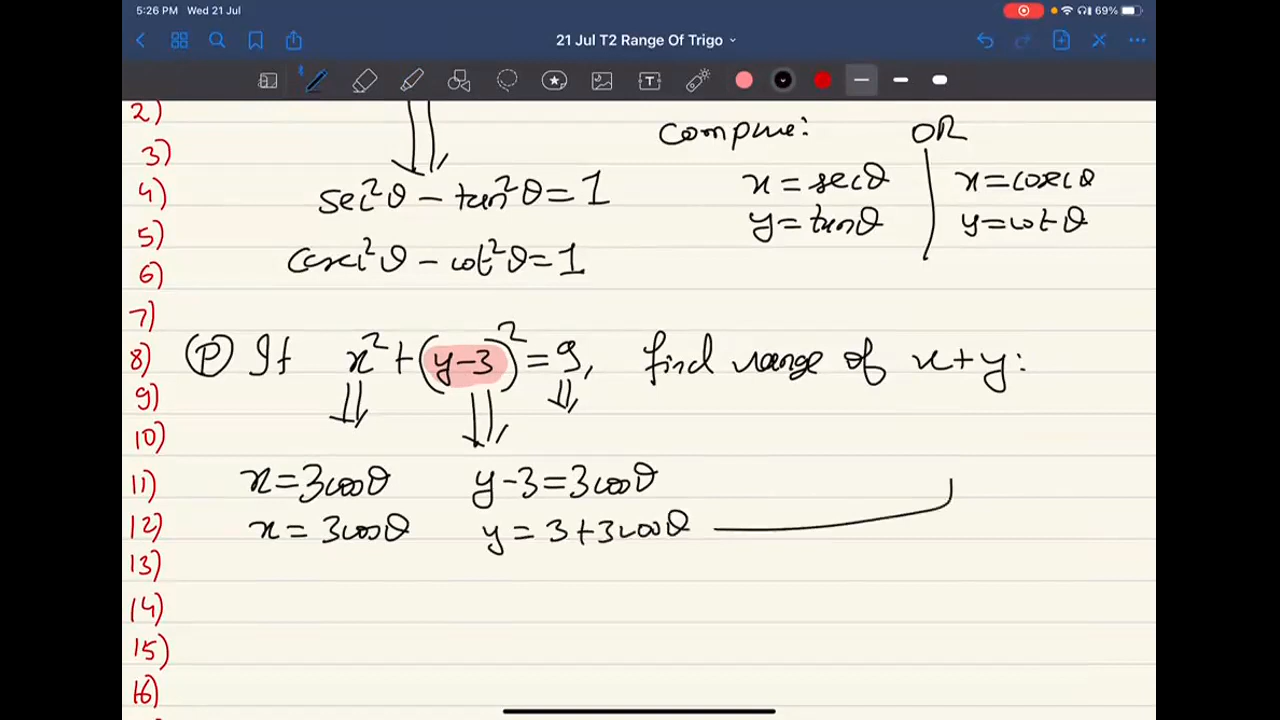 5:26 PM Wed 21 Jul
69%
21 Jul T2 Range Of Trigo
2)
Compare: OR
3)
4) sec²θ - tan²θ = 1 x = secθ x = cosecθ
5) y = tanθ y = cotθ
6) cosec²θ - cot²θ = 1
7)
8) (P) If x² + (y-3)² = 9, find range of x+y:
9)
10)
11) x = 3cosθ y-3 = 3cosθ
12) x = 3cosθ y = 3+3cosθ
13)
14)
15)
16)